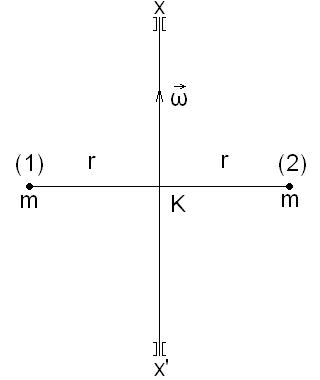 x
ω⃗
(1) r r (2)
m K m
x'